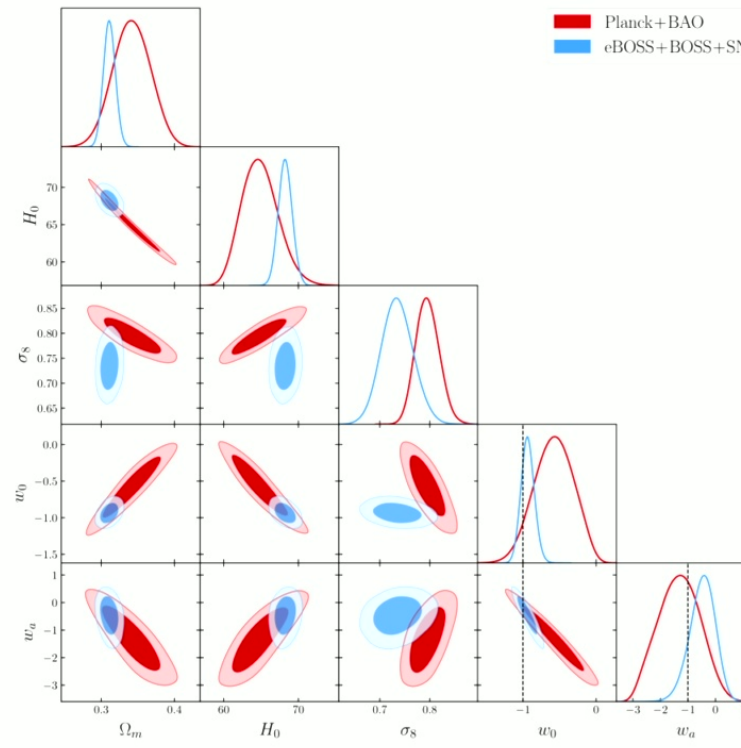 Planck+BAO
eBOSS+BOSS+SN
H₀
70
65
60
σ₈
0.85
0.80
0.75
0.70
0.65
w₀
0.0
−0.5
−1.0
−1.5
wₐ
1
0
−1
−2
−3
0.3 0.4 60 70 0.7 0.8 −1 0 −3 −2 −1 0
Ωₘ H₀ σ₈ w₀ wₐ